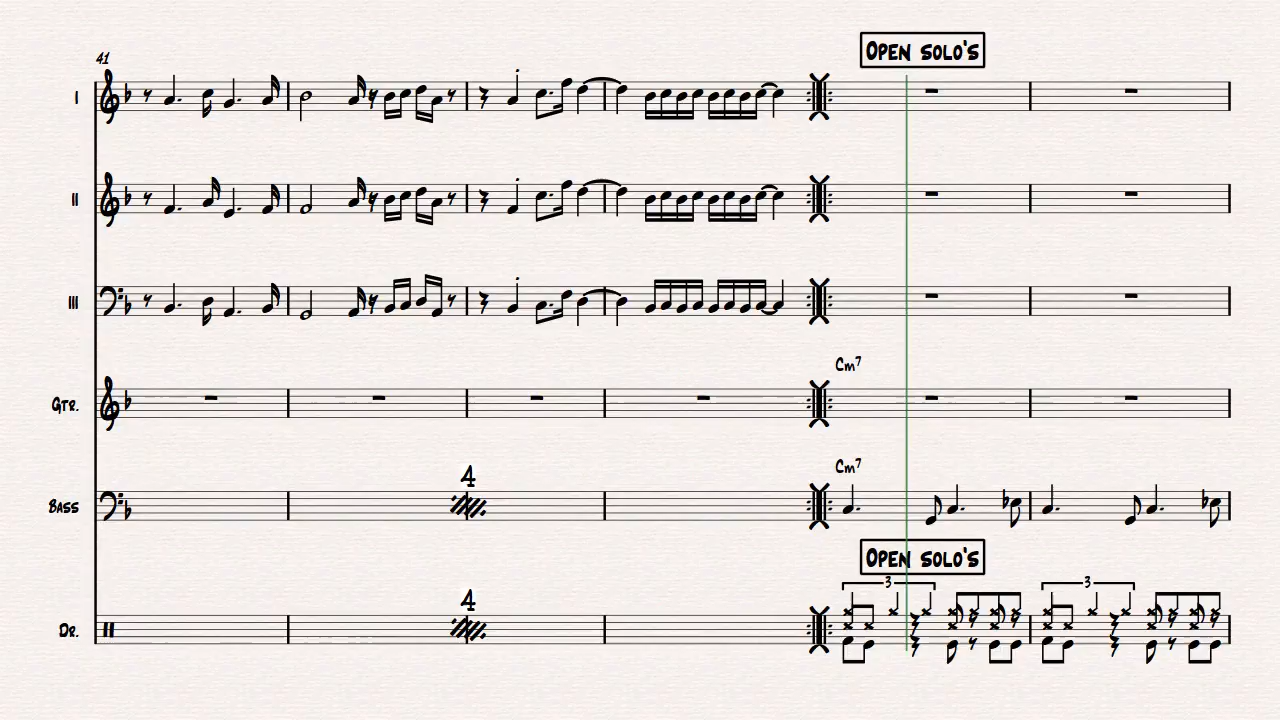 41
OPEN SOLO'S
I
II
III
Cm7
GTR.
Cm7
4
BASS
OPEN SOLO'S
3 3
4
DR.